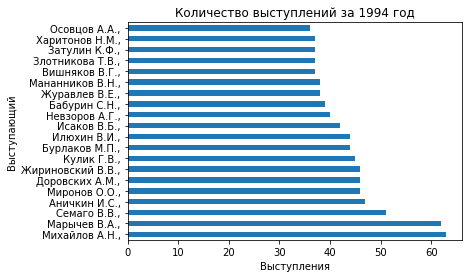 Количество выступлений за 1994 год
Осовцов А.А.,
Харитонов Н.М.,
Затулин К.Ф.,
Злотникова Т.В.,
Вишняков В.Г.,
Мананников В.Н.,
Журавлев В.Е.,
Бабурин С.Н.,
Невзоров А.Г.,
Исаков В.Б.,
Илюхин В.И.,
Бурлаков М.П.,
Кулик Г.В.,
Жириновский В.В.,
Доровских А.М.,
Миронов О.О.,
Аничкин И.С.,
Семаго В.В.,
Марычев В.А.,
Михайлов А.Н.,
Выступающий
0 10 20 30 40 50 60
Выступления